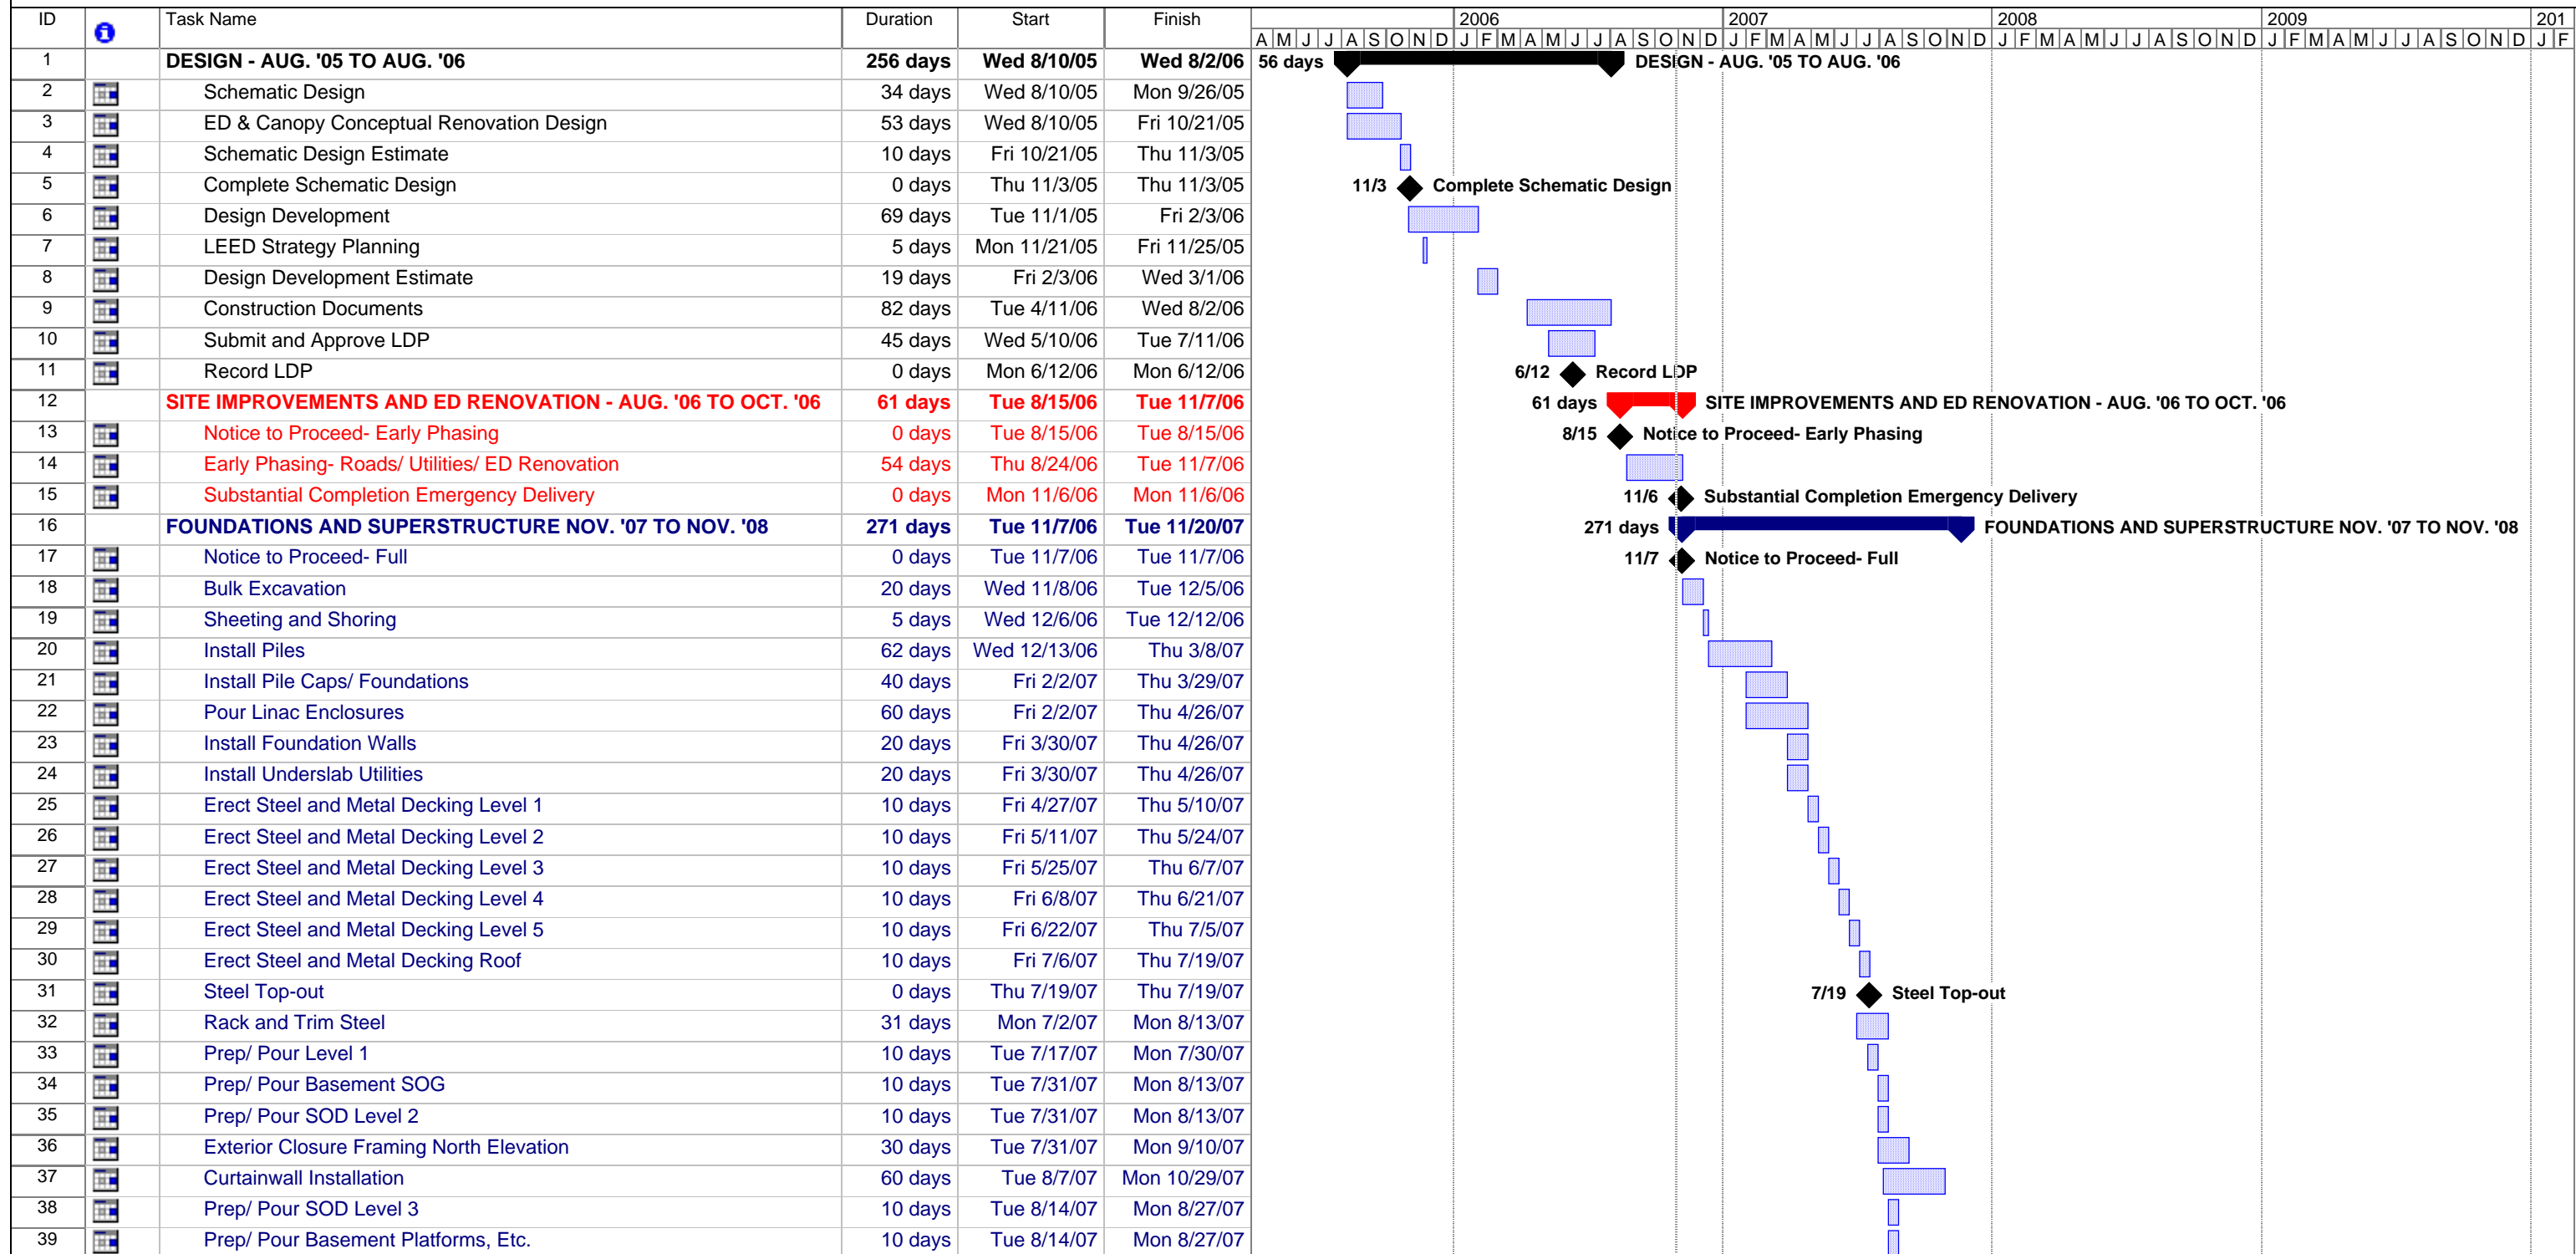 ID Task Name Duration Start Finish 2006 2007 2008 2009 201
A M J J A S O N D J F M A M J J A S O N D J F M A M J J A S O N D J F M A M J J A S O N D J F M A M J J A S O N D J F
1 DESIGN - AUG. '05 TO AUG. '06 256 days Wed 8/10/05 Wed 8/2/06 56 days DESIGN - AUG. '05 TO AUG. '06
2 Schematic Design 34 days Wed 8/10/05 Mon 9/26/05
3 ED & Canopy Conceptual Renovation Design 53 days Wed 8/10/05 Fri 10/21/05
4 Schematic Design Estimate 10 days Fri 10/21/05 Thu 11/3/05
5 Complete Schematic Design 0 days Thu 11/3/05 Thu 11/3/05 11/3 Complete Schematic Design
6 Design Development 69 days Tue 11/1/05 Fri 2/3/06
7 LEED Strategy Planning 5 days Mon 11/21/05 Fri 11/25/05
8 Design Development Estimate 19 days Fri 2/3/06 Wed 3/1/06
9 Construction Documents 82 days Tue 4/11/06 Wed 8/2/06
10 Submit and Approve LDP 45 days Wed 5/10/06 Tue 7/11/06
11 Record LDP 0 days Mon 6/12/06 Mon 6/12/06 6/12 Record LDP
12 SITE IMPROVEMENTS AND ED RENOVATION - AUG. '06 TO OCT. '06 61 days Tue 8/15/06 Tue 11/7/06 61 days SITE IMPROVEMENTS AND ED RENOVATION - AUG. '06 TO OCT. '06
13 Notice to Proceed- Early Phasing 0 days Tue 8/15/06 Tue 8/15/06 8/15 Notice to Proceed- Early Phasing
14 Early Phasing- Roads/ Utilities/ ED Renovation 54 days Thu 8/24/06 Tue 11/7/06
15 Substantial Completion Emergency Delivery 0 days Mon 11/6/06 Mon 11/6/06 11/6 Substantial Completion Emergency Delivery
16 FOUNDATIONS AND SUPERSTRUCTURE NOV. '07 TO NOV. '08 271 days Tue 11/7/06 Tue 11/20/07 271 days FOUNDATIONS AND SUPERSTRUCTURE NOV. '07 TO NOV. '08
17 Notice to Proceed- Full 0 days Tue 11/7/06 Tue 11/7/06 11/7 Notice to Proceed- Full
18 Bulk Excavation 20 days Wed 11/8/06 Tue 12/5/06
19 Sheeting and Shoring 5 days Wed 12/6/06 Tue 12/12/06
20 Install Piles 62 days Wed 12/13/06 Thu 3/8/07
21 Install Pile Caps/ Foundations 40 days Fri 2/2/07 Thu 3/29/07
22 Pour Linac Enclosures 60 days Fri 2/2/07 Thu 4/26/07
23 Install Foundation Walls 20 days Fri 3/30/07 Thu 4/26/07
24 Install Underslab Utilities 20 days Fri 3/30/07 Thu 4/26/07
25 Erect Steel and Metal Decking Level 1 10 days Fri 4/27/07 Thu 5/10/07
26 Erect Steel and Metal Decking Level 2 10 days Fri 5/11/07 Thu 5/24/07
27 Erect Steel and Metal Decking Level 3 10 days Fri 5/25/07 Thu 6/7/07
28 Erect Steel and Metal Decking Level 4 10 days Fri 6/8/07 Thu 6/21/07
29 Erect Steel and Metal Decking Level 5 10 days Fri 6/22/07 Thu 7/5/07
30 Erect Steel and Metal Decking Roof 10 days Fri 7/6/07 Thu 7/19/07
31 Steel Top-out 0 days Thu 7/19/07 Thu 7/19/07 7/19 Steel Top-out
32 Rack and Trim Steel 31 days Mon 7/2/07 Mon 8/13/07
33 Prep/ Pour Level 1 10 days Tue 7/17/07 Mon 7/30/07
34 Prep/ Pour Basement SOG 10 days Tue 7/31/07 Mon 8/13/07
35 Prep/ Pour SOD Level 2 10 days Tue 7/31/07 Mon 8/13/07
36 Exterior Closure Framing North Elevation 30 days Tue 7/31/07 Mon 9/10/07
37 Curtainwall Installation 60 days Tue 8/7/07 Mon 10/29/07
38 Prep/ Pour SOD Level 3 10 days Tue 8/14/07 Mon 8/27/07
39 Prep/ Pour Basement Platforms, Etc. 10 days Tue 8/14/07 Mon 8/27/07